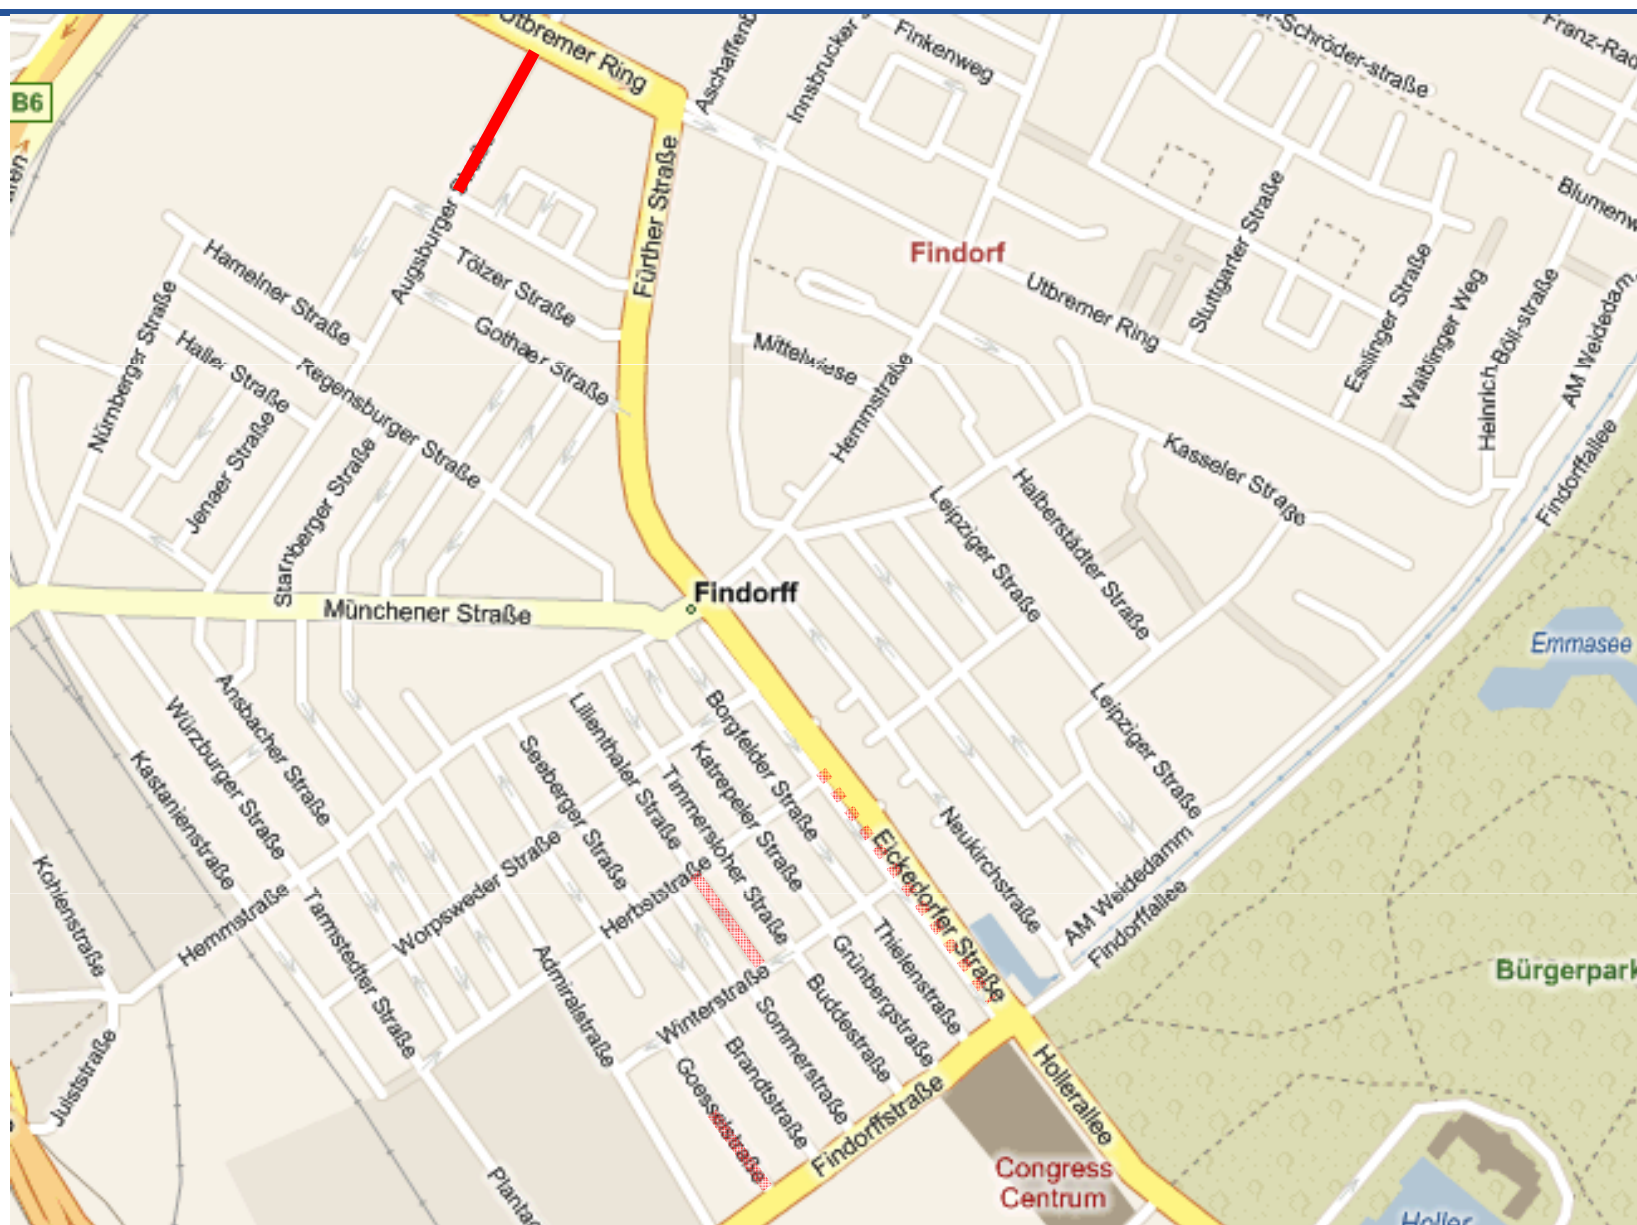 Utbremer Ring
Aschaffenb
Innsbrucker S
Finkenweg
er-Schröder-straße
Franz-Rad
B6
Blumenw
Fürther Straße
Augsburger Straße
Stuttgarter Straße
Findorf
Hamelner Straße
Tölzer Straße
Utbremer Ring
Esslinger Straße
Waiblinger Weg
Heinrich-Böll-straße
AM Weidedam
Nürnberger Straße
Haller Straße
Gothaer Straße
Mittelwiese
Hemmstraße
Regensburger Straße
Jenaer Straße
Starnberger Straße
Kasseler Straße
Findorffallee
Leipziger Straße
Halberstädter Straße
Findorff
Münchener Straße
Emmasee
Ansbacher Straße
Würzburger Straße
Kastanienstraße
Lilienthaler Straße
Borgfelder Straße
Katrepeler Straße
Timmersloher Straße
Seeberger Straße
Leipziger Straße
Worpsweder Straße
Herbststraße
Eickedorfer Straße
Neukirchstraße
AM Weidedamm
Findorffallee
Kohlenstraße
Hemmstraße
Tarmstedter Straße
Admiralstraße
Winterstraße
Thielenstraße
Grünbergstraße
Buddestraße
Sommerstraße
Brandtstraße
Goesselstraße
Bürgerpark
Juiststraße
Findorffstraße
Hollerallee
Plantag
Congress
Centrum
Holler